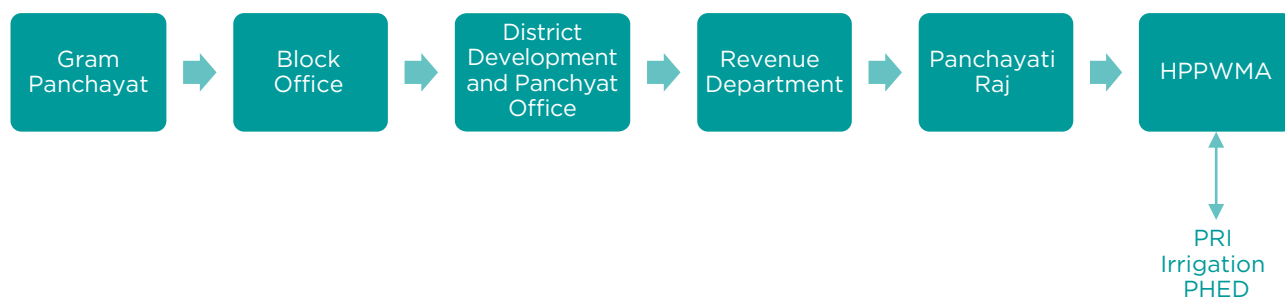 Gram
Panchayat
Block
Office
District
Development
and Panchyat
Office
Revenue
Department
Panchayati
Raj
HPPWMA
PRI
Irrigation
PHED